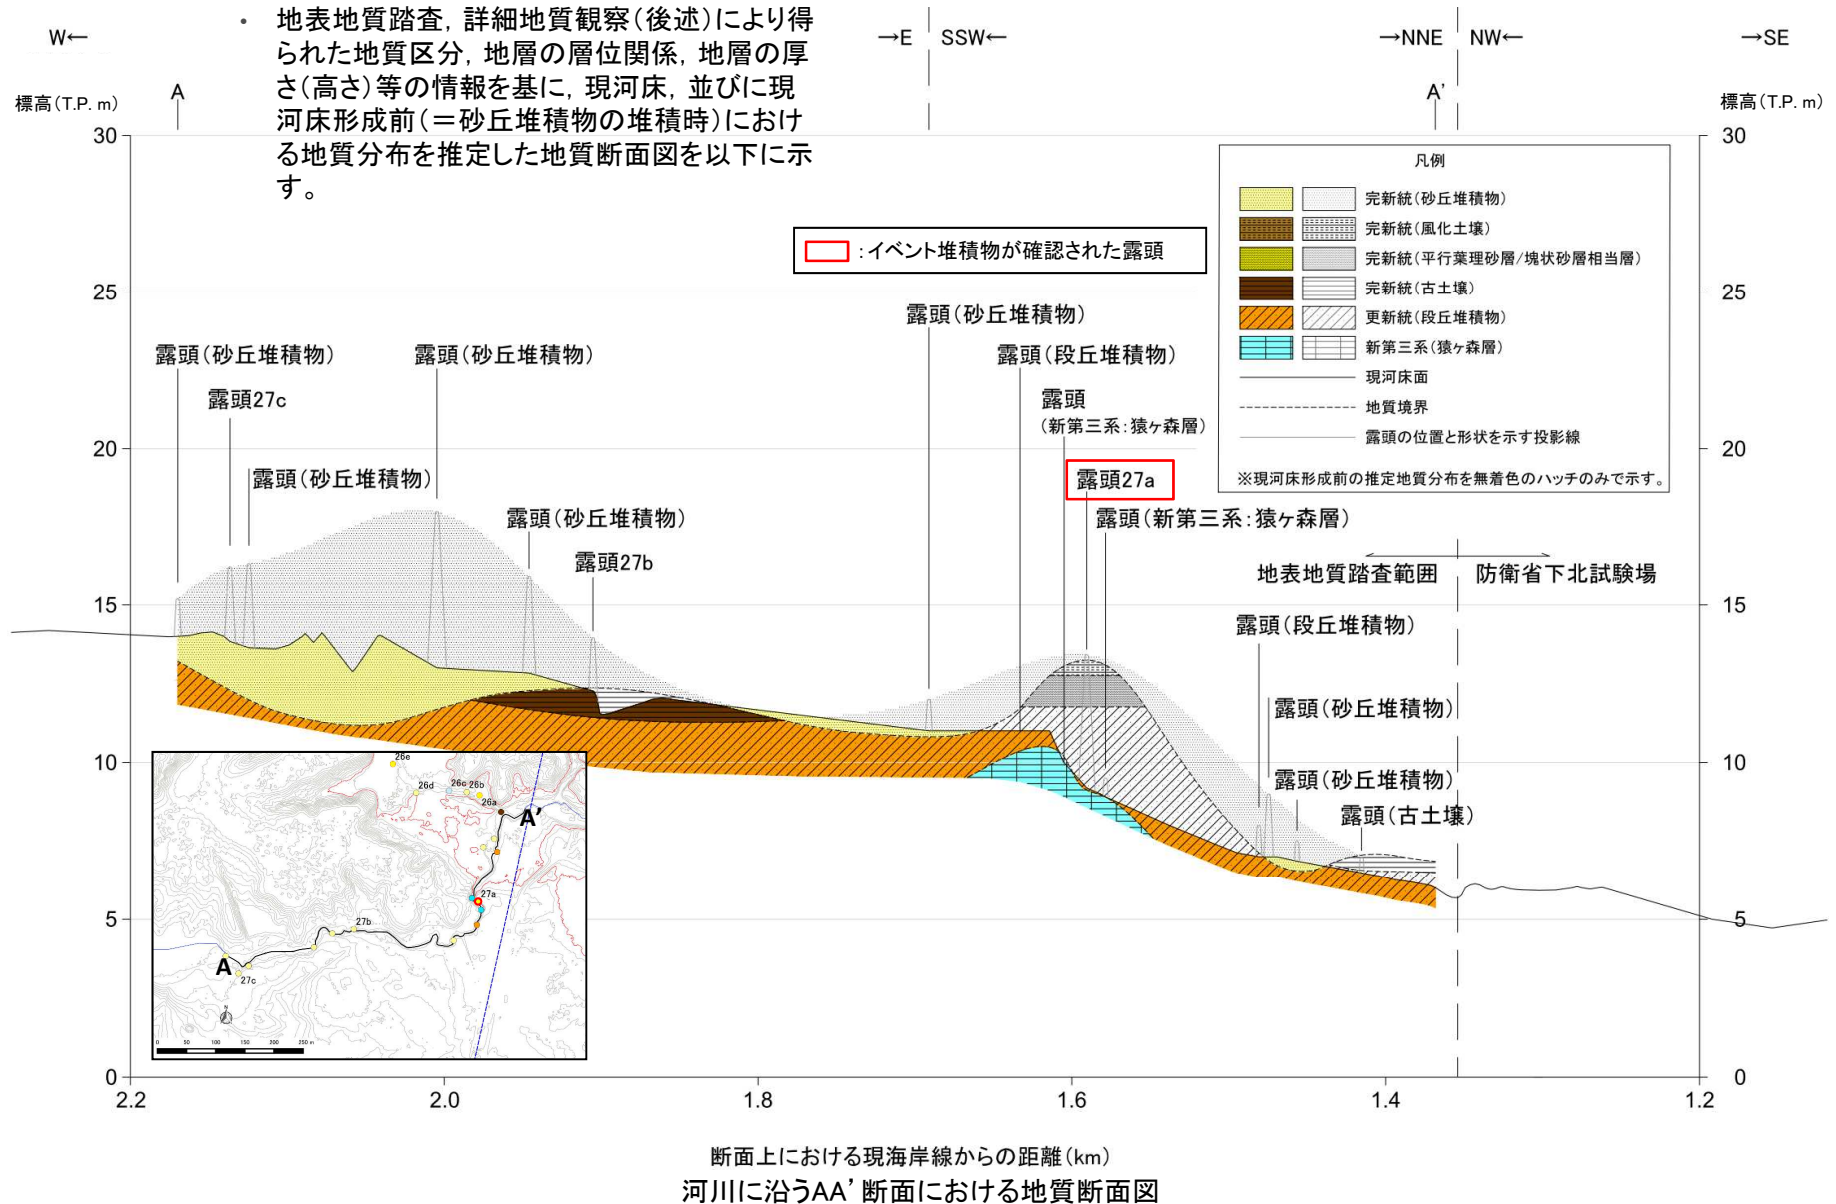 ・ 地表地質踏査，詳細地質観察（後述）により得
られた地質区分，地層の層位関係，地層の厚
さ（高さ）等の情報を基に，現河床，並びに現
河床形成前（＝砂丘堆積物の堆積時）におけ
る地質分布を推定した地質断面図を以下に示
す。
W←
→E
SSW←
→NNE
NW←
→SE
標高（T.P. m）
A
A'
標高（T.P. m）
30
25
20
15
10
5
0
30
25
20
15
10
5
0
凡例
完新統（砂丘堆積物）
完新統（風化土壌）
完新統（平行葉理砂層/塊状砂層相当層）
完新統（古土壌）
更新統（段丘堆積物）
新第三系（猿ヶ森層）
現河床面
地質境界
露頭の位置と形状を示す投影線
※現河床形成前の推定地質分布を無着色のハッチのみで示す。
：イベント堆積物が確認された露頭
露頭（砂丘堆積物）
露頭27c
露頭（砂丘堆積物）
露頭（砂丘堆積物）
露頭（砂丘堆積物）
露頭27b
露頭（砂丘堆積物）
露頭（段丘堆積物）
露頭
（新第三系：猿ヶ森層）
露頭27a
露頭（新第三系：猿ヶ森層）
地表地質踏査範囲
防衛省下北試験場
露頭（段丘堆積物）
露頭（砂丘堆積物）
露頭（砂丘堆積物）
露頭（古土壌）
26e
26d
26c
26b
26a
A'
27a
27b
A
27c
N
0 50 100 150 200 250 m
2.2
2.0
1.8
1.6
1.4
1.2
断面上における現海岸線からの距離（km）
河川に沿うAA'断面における地質断面図